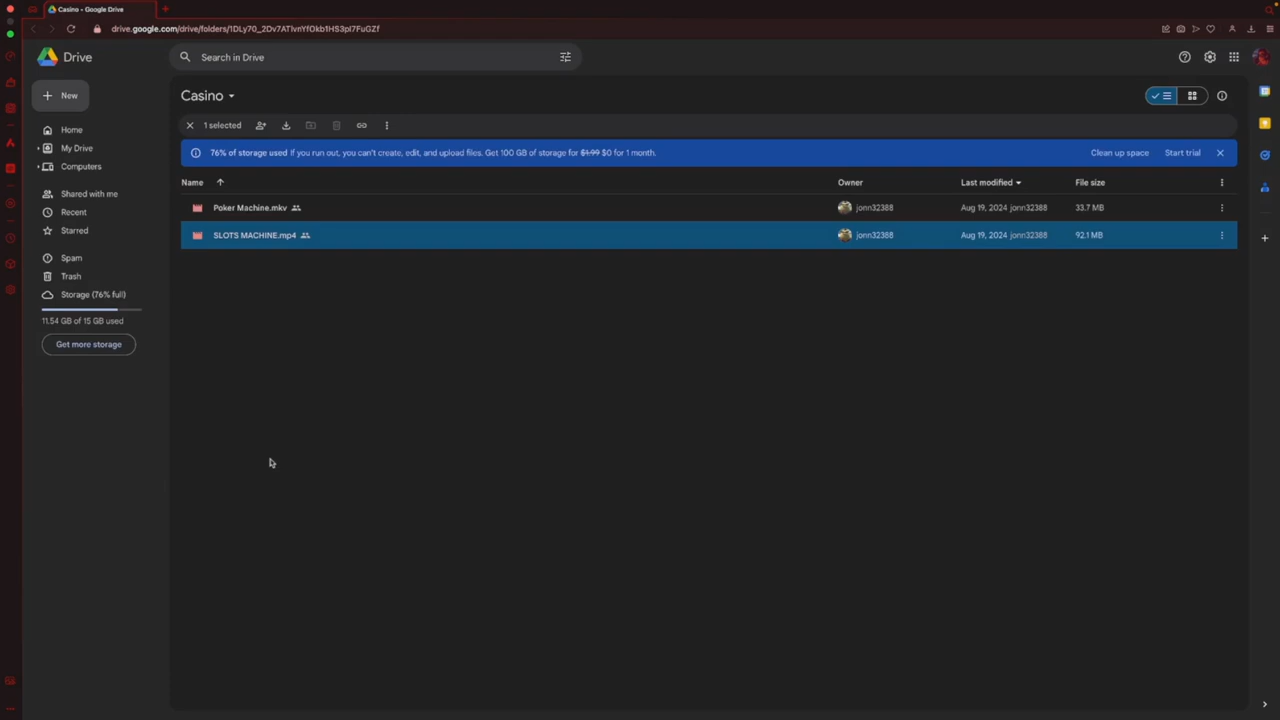 Casino - Google Drive
drive.google.com/drive/folders/1DLy70_2Dv7ATlvnYfOkb1HS3pl7FuGZf
Drive
Search in Drive
New
Casino
1 selected
76% of storage used If you run out, you can't create, edit, and upload files. Get 100 GB of storage for $1.99 $0 for 1 month.
Clean up space
Start trial
Home
My Drive
Computers
Shared with me
Recent
Starred
Spam
Trash
Storage (76% full)
11.54 GB of 15 GB used
Get more storage
Name Owner Last modified File size
Poker Machine.mkv jonn32388 Aug 19, 2024 jonn32388 33.7 MB
SLOTS MACHINE.mp4 jonn32388 Aug 19, 2024 jonn32388 92.1 MB